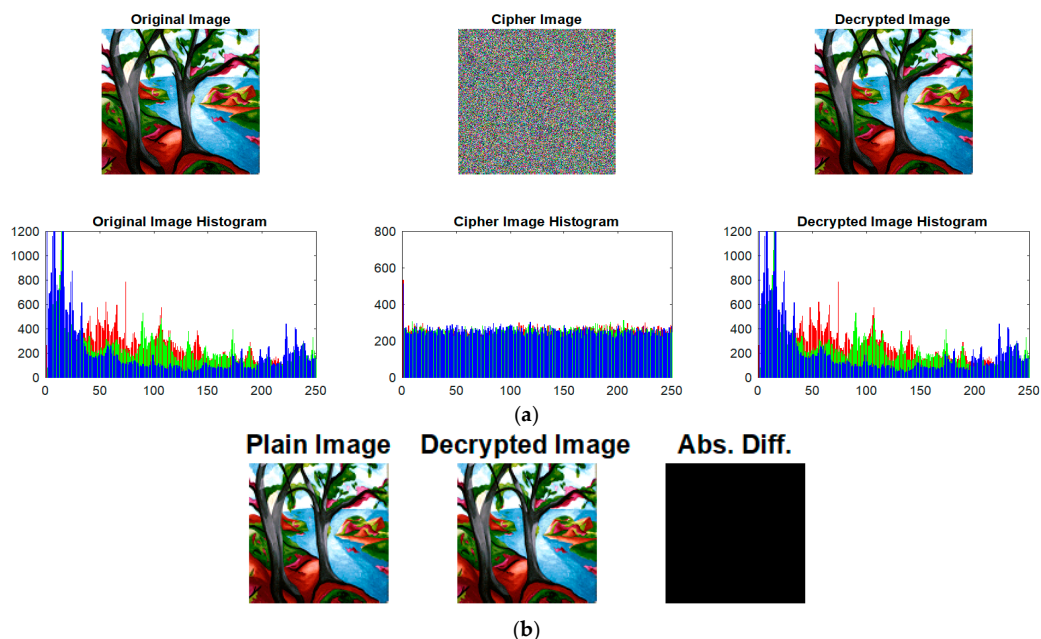 Original Image
Cipher Image
Decrypted Image
Original Image Histogram
Cipher Image Histogram
Decrypted Image Histogram
1200
1000
800
600
400
200
0
0 50 100 150 200 250
800
600
400
200
0
0 50 100 150 200 250
1200
1000
800
600
400
200
0
0 50 100 150 200 250
(a)
Plain Image
Decrypted Image
Abs. Diff.
(b)